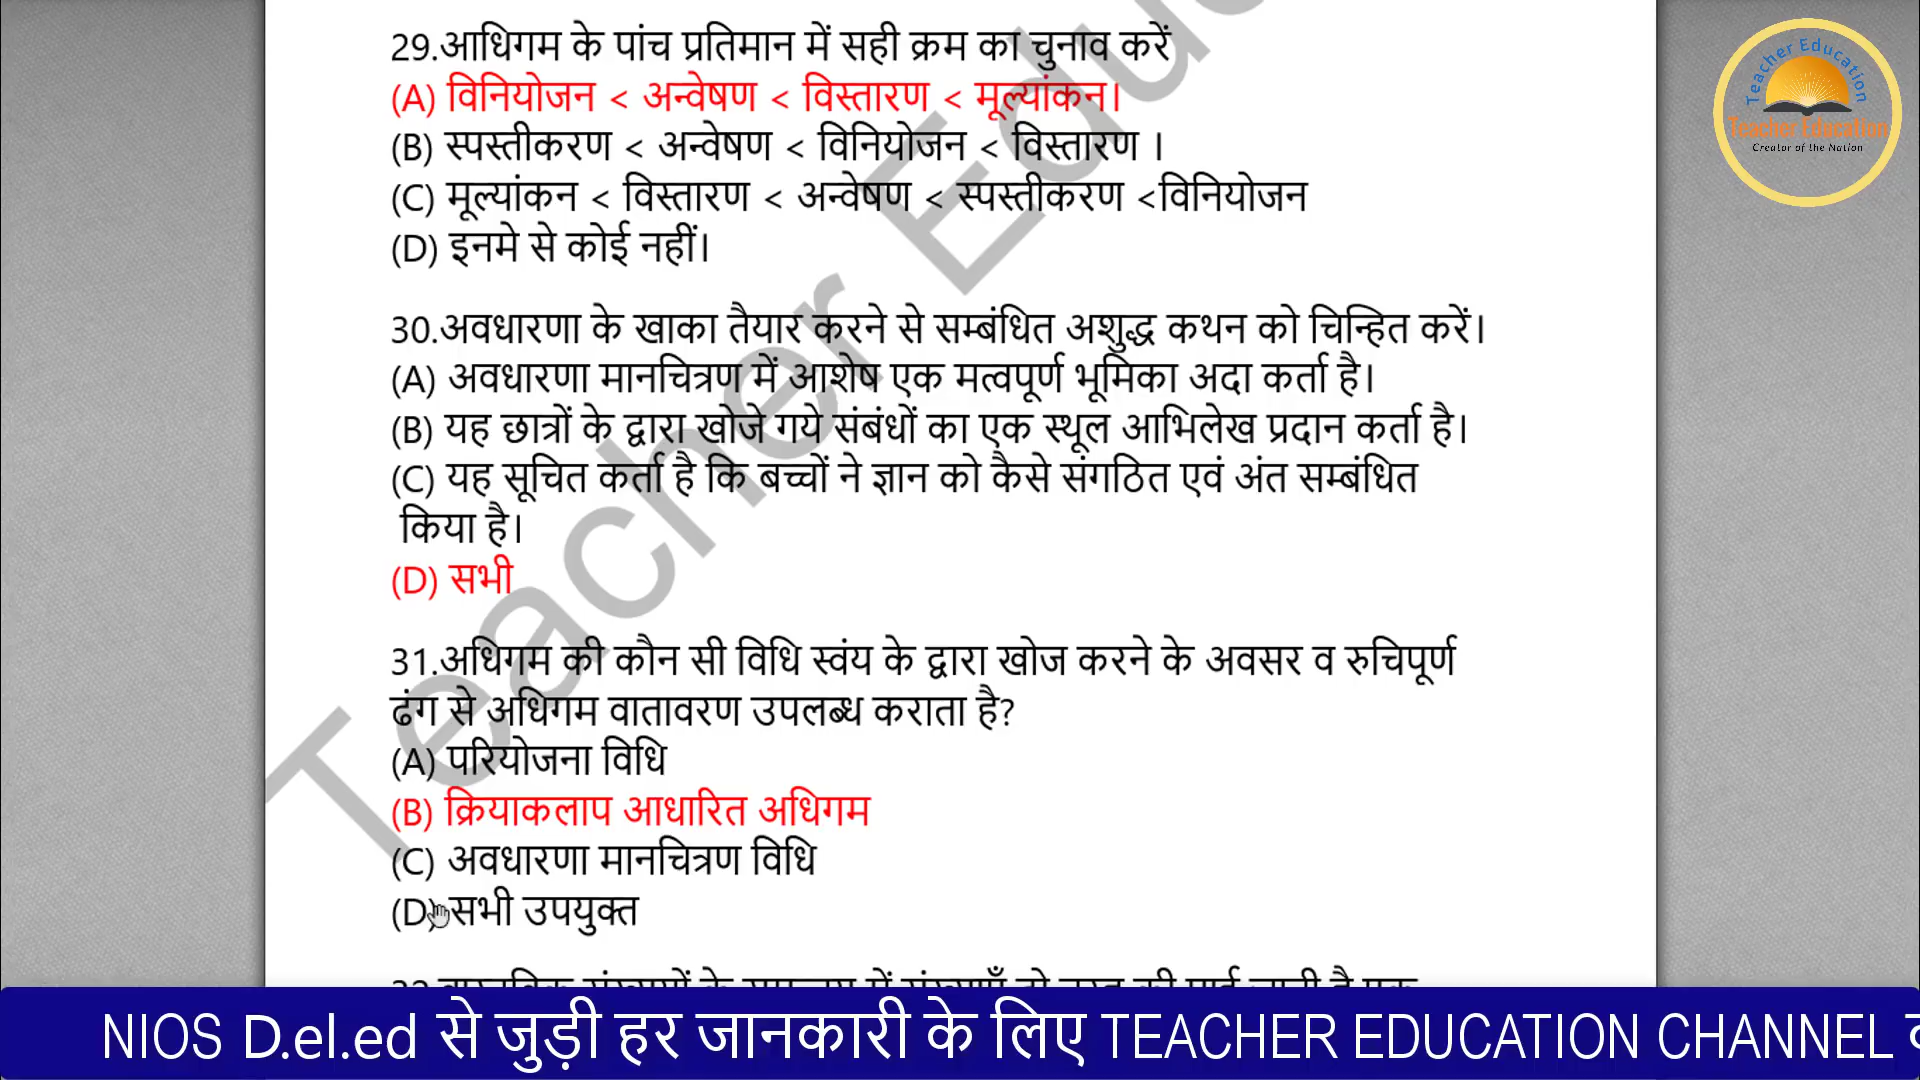 29.आधिगम के पांच प्रतिमान में सही क्रम का चुनाव करें
(A) विनियोजन < अन्वेषण < विस्तारण < मूल्यांकन।
(B) स्पस्तीकरण < अन्वेषण < विनियोजन < विस्तारण ।
(C) मूल्यांकन < विस्तारण < अन्वेषण < स्पस्तीकरण <विनियोजन
(D) इनमे से कोई नहीं।
30.अवधारणा के खाका तैयार करने से सम्बंधित अशुद्ध कथन को चिन्हित करें।
(A) अवधारणा मानचित्रण में आशेष एक मत्वपूर्ण भूमिका अदा कर्ता है।
(B) यह छात्रों के द्वारा खोजे गये संबंधों का एक स्थूल आभिलेख प्रदान कर्ता है।
(C) यह सूचित कर्ता है कि बच्चों ने ज्ञान को कैसे संगठित एवं अंत सम्बंधित
किया है।
(D) सभी
31.अधिगम की कौन सी विधि स्वंय के द्वारा खोज करने के अवसर व रुचिपूर्ण
ढंग से अधिगम वातावरण उपलब्ध कराता है?
(A) परियोजना विधि
(B) क्रियाकलाप आधारित अधिगम
(C) अवधारणा मानचित्रण विधि
(D) सभी उपयुक्त
Teacher Edu
Teacher Education
Teacher Education
Creator of the Nation
NIOS D.el.ed से जुड़ी हर जानकारी के लिए TEACHER EDUCATION CHANNEL